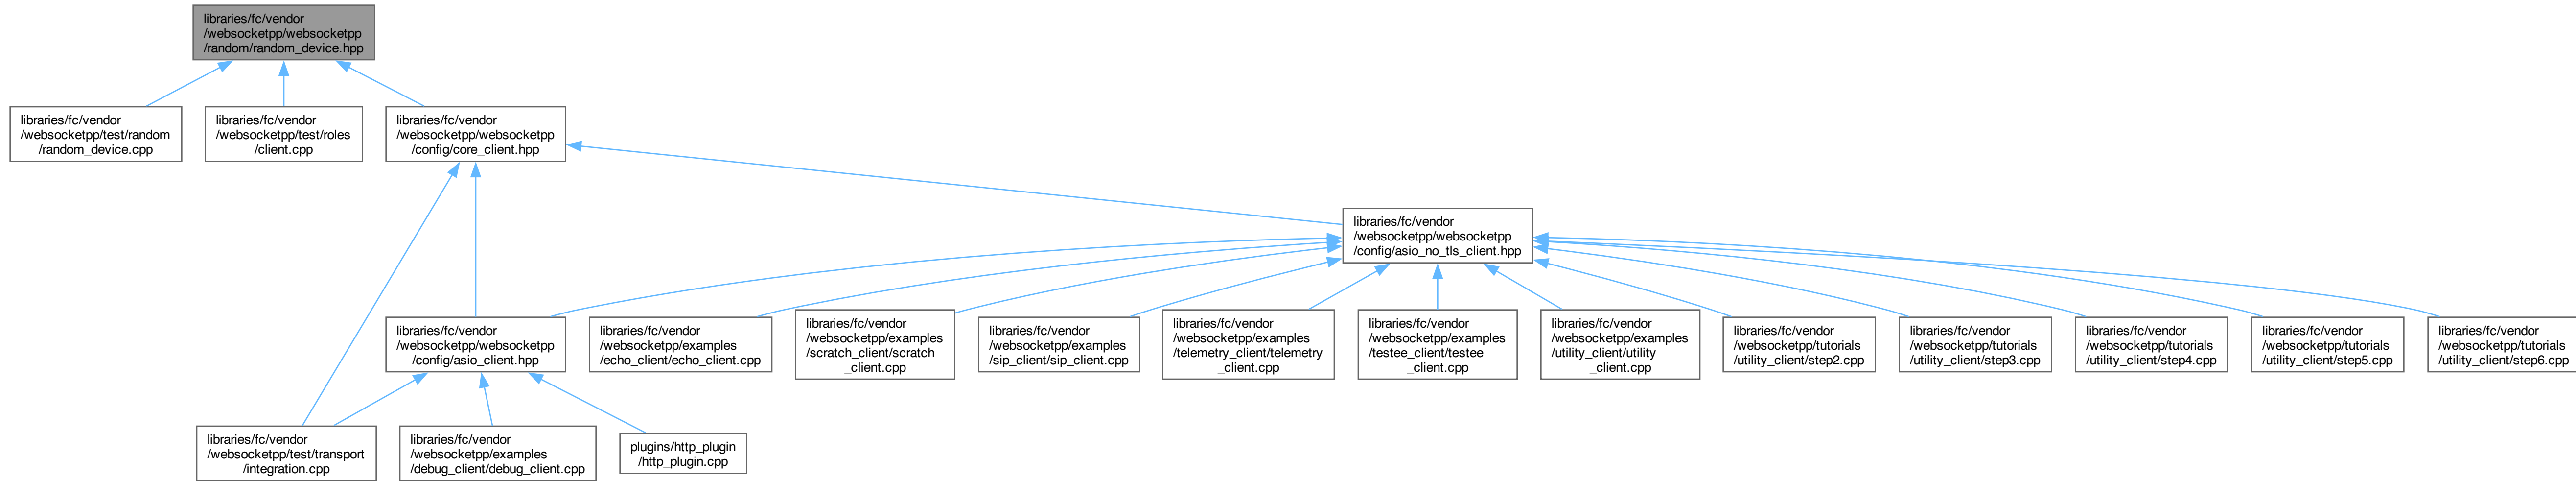 libraries/fc/vendor
/websocketpp/websocketpp
/random/random_device.hpp
libraries/fc/vendor
/websocketpp/test/random
/random_device.cpp
libraries/fc/vendor
/websocketpp/test/roles
/client.cpp
libraries/fc/vendor
/websocketpp/websocketpp
/config/core_client.hpp
libraries/fc/vendor
/websocketpp/websocketpp
/config/asio_no_tls_client.hpp
libraries/fc/vendor
/websocketpp/websocketpp
/config/asio_client.hpp
libraries/fc/vendor
/websocketpp/examples
/echo_client/echo_client.cpp
libraries/fc/vendor
/websocketpp/examples
/scratch_client/scratch
_client.cpp
libraries/fc/vendor
/websocketpp/examples
/sip_client/sip_client.cpp
libraries/fc/vendor
/websocketpp/examples
/telemetry_client/telemetry
_client.cpp
libraries/fc/vendor
/websocketpp/examples
/testee_client/testee
_client.cpp
libraries/fc/vendor
/websocketpp/examples
/utility_client/utility
_client.cpp
libraries/fc/vendor
/websocketpp/tutorials
/utility_client/step2.cpp
libraries/fc/vendor
/websocketpp/tutorials
/utility_client/step3.cpp
libraries/fc/vendor
/websocketpp/tutorials
/utility_client/step4.cpp
libraries/fc/vendor
/websocketpp/tutorials
/utility_client/step5.cpp
libraries/fc/vendor
/websocketpp/tutorials
/utility_client/step6.cpp
libraries/fc/vendor
/websocketpp/test/transport
/integration.cpp
libraries/fc/vendor
/websocketpp/examples
/debug_client/debug_client.cpp
plugins/http_plugin
/http_plugin.cpp